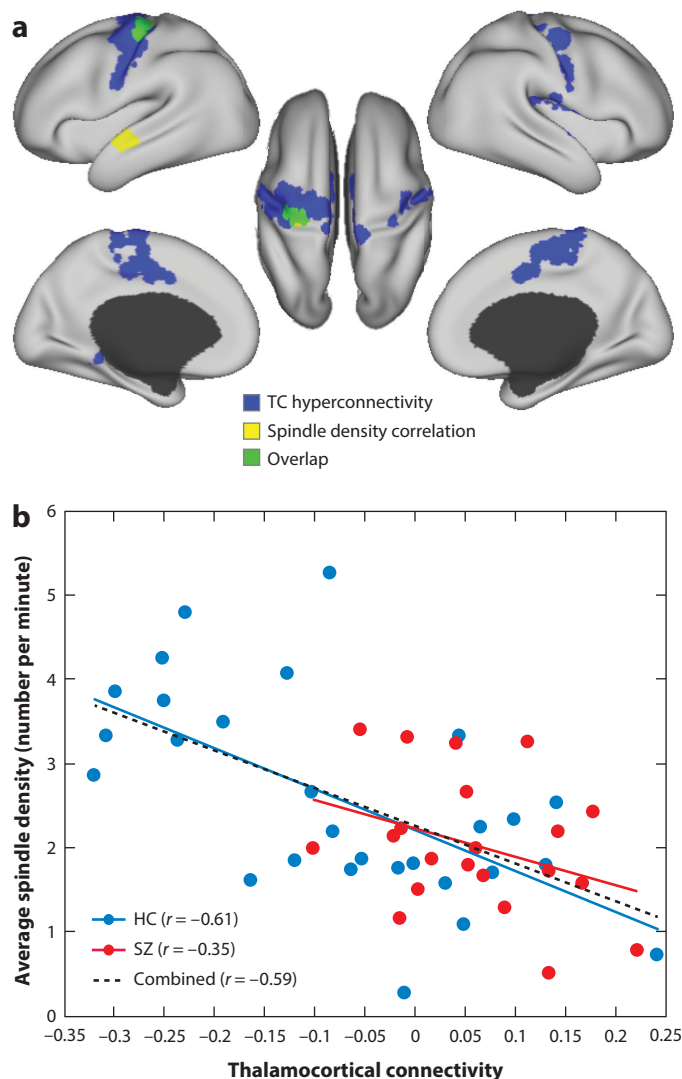 a
TC hyperconnectivity
Spindle density correlation
Overlap
b
Average spindle density (number per minute)
6
5
4
3
2
1
0
HC (r = –0.61)
SZ (r = –0.35)
Combined (r = –0.59)
–0.35 –0.3 –0.25 –0.2 –0.15 –0.1 –0.05 0 0.05 0.1 0.15 0.2 0.25
Thalamocortical connectivity